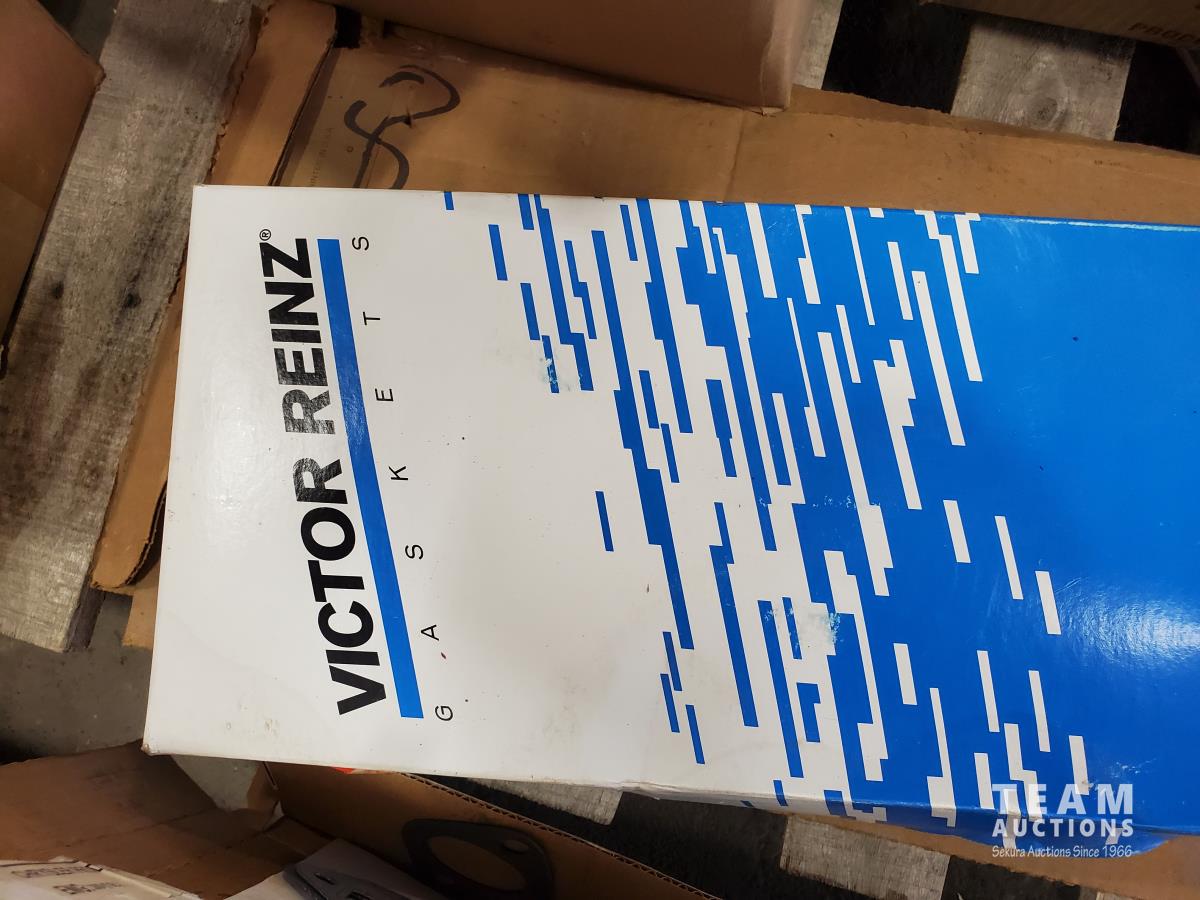 VICTOR REINZ®
GASKETS
TEAM
AUCTIONS
Sekura Auctions Since 1966